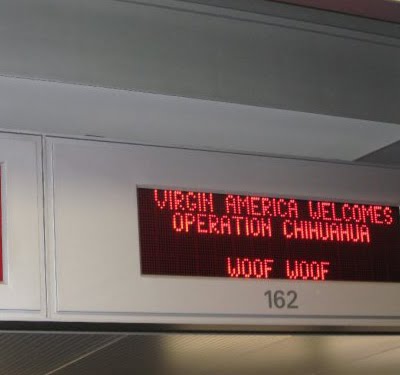 VIRGIN AMERICA WELCOMES
OPERATION CHIHUAHUA
WOOF WOOF
162